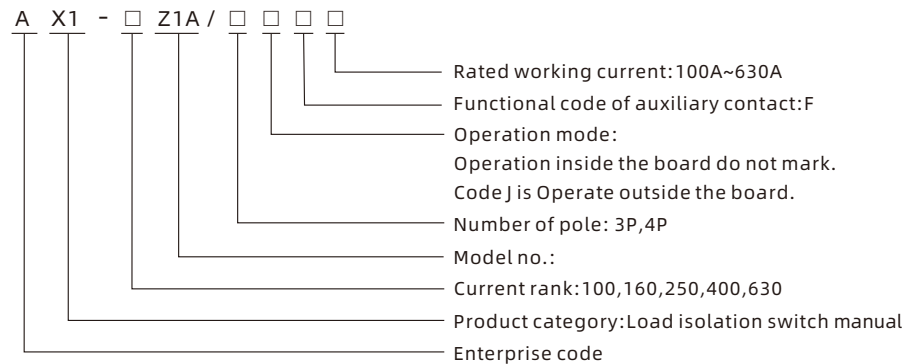 A X1 - □ Z1A / □ □ □ □
Rated working current:100A~630A
Functional code of auxiliary contact:F
Operation mode:
Operation inside the board do not mark.
Code J is Operate outside the board.
Number of pole: 3P,4P
Model no.:
Current rank:100,160,250,400,630
Product category:Load isolation switch manual
Enterprise code